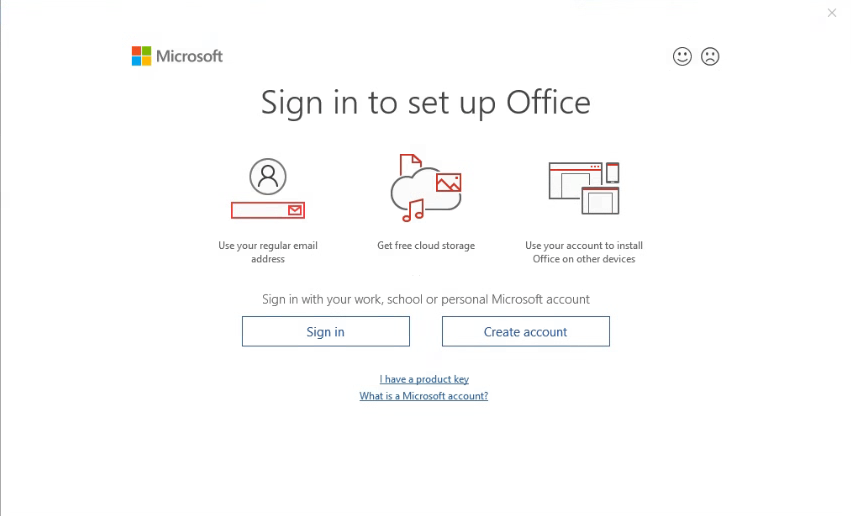 Microsoft
Sign in to set up Office
Use your regular email
address
Get free cloud storage
Use your account to install
Office on other devices
Sign in with your work, school or personal Microsoft account
Sign in
Create account
I have a product key
What is a Microsoft account?